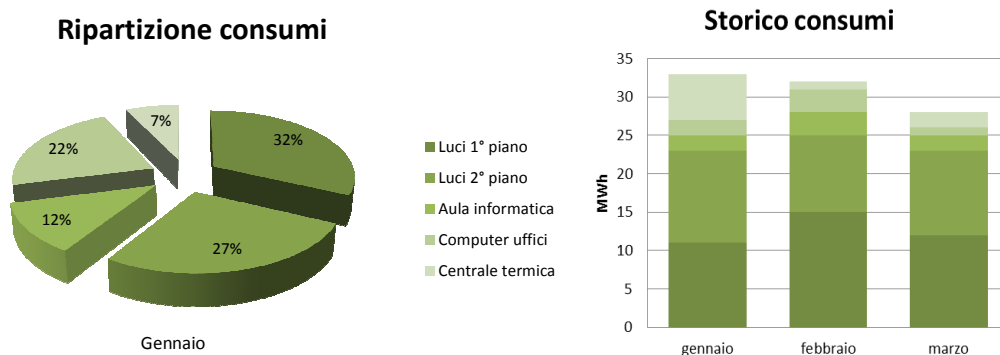 Ripartizione consumi
7%
32%
22%
12%
27%
Luci 1° piano
Luci 2° piano
Aula informatica
Computer uffici
Centrale termica
Gennaio
Storico consumi
MWh
35
30
25
20
15
10
5
0
gennaio
febbraio
marzo